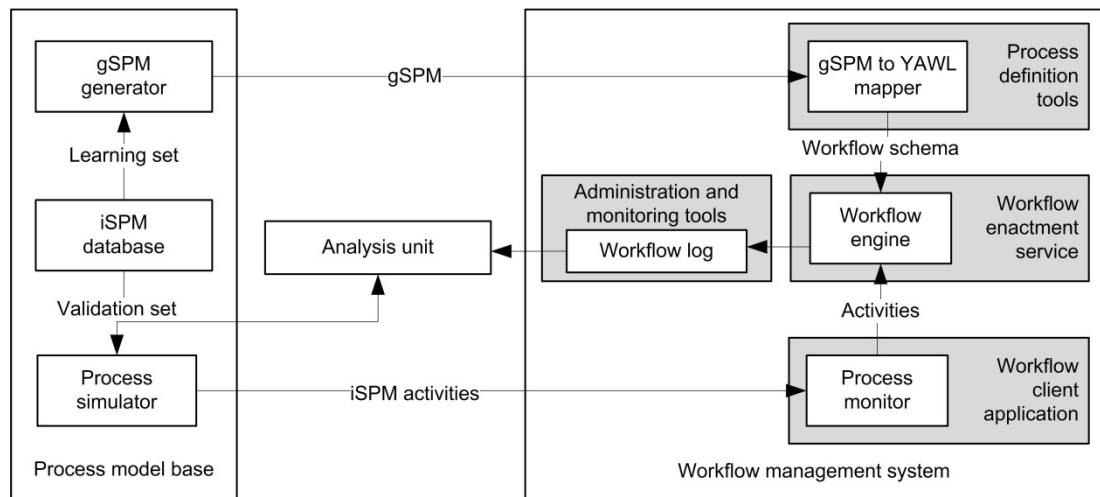 gSPM
generator
gSPM
gSPM to YAWL
mapper
Process
definition
tools
Learning set
Workflow schema
iSPM
database
Analysis unit
Administration and
monitoring tools
Workflow log
Workflow
engine
Workflow
enactment
service
Validation set
Activities
Process
simulator
iSPM activities
Process
monitor
Workflow
client
application
Process model base
Workflow management system